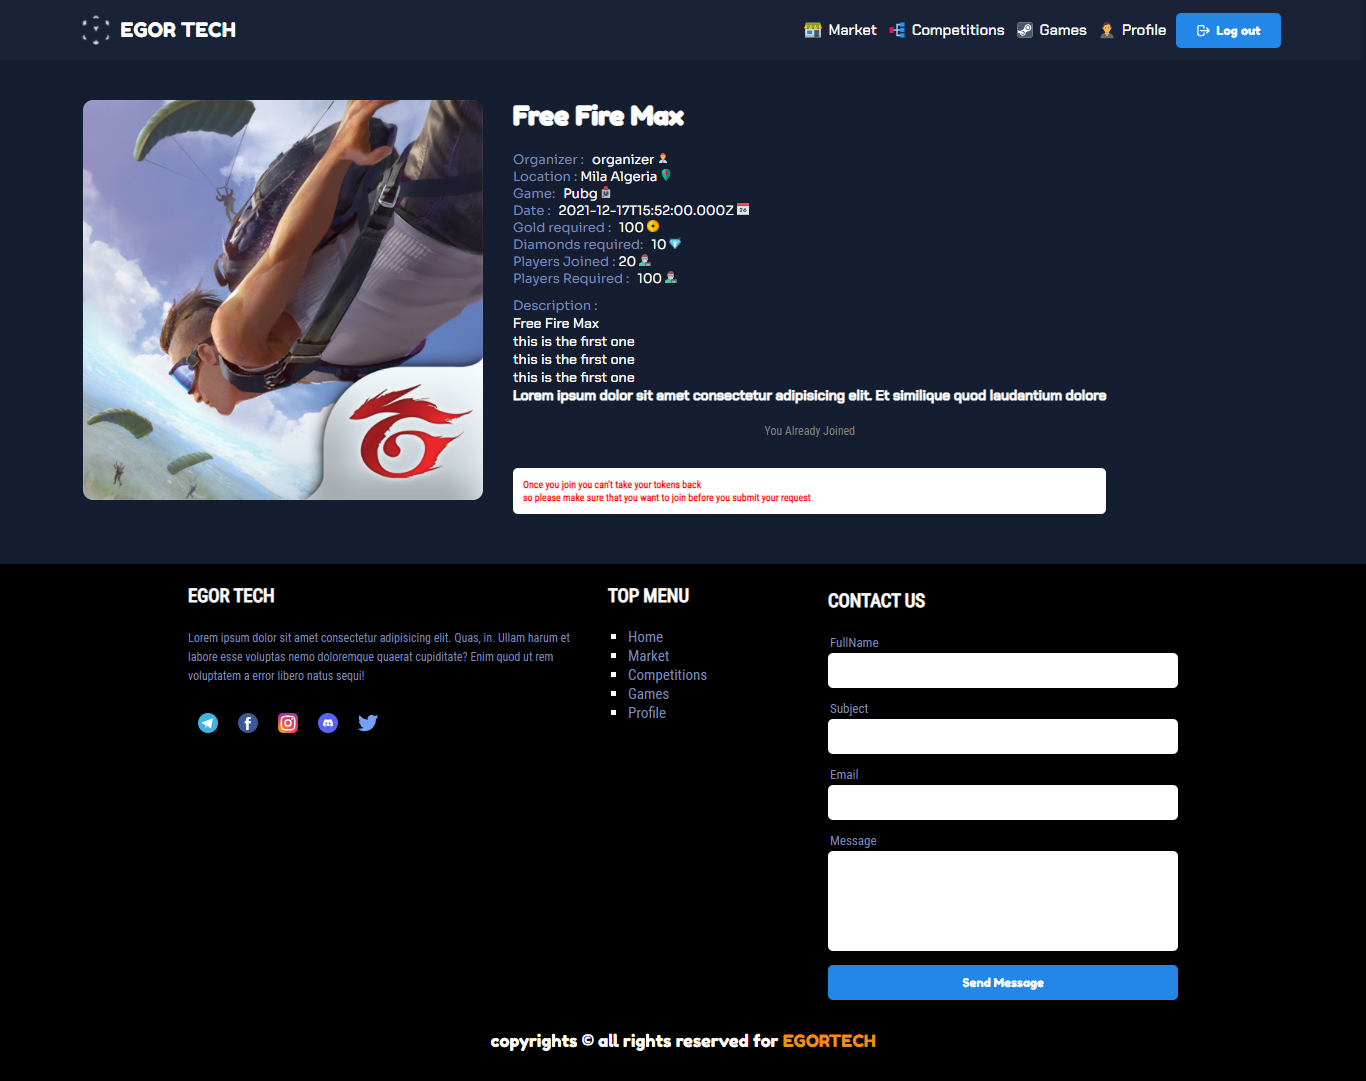 EGOR TECH
Market
Competitions
Games
Profile
Log out
Free Fire Max
Organizer : organizer
Location : Mila Algeria
Game: Pubg
Date : 2021-12-17T15:52:00.000Z
Gold required : 100
Diamonds required: 10
Players Joined : 20
Players Required : 100
Description :
Free Fire Max
this is the first one
this is the first one
this is the first one
Lorem ipsum dolor sit amet consectetur adipisicing elit. Et similique quod laudantium dolore
You Already Joined
Once you join you can't take your tokens back
so please make sure that you want to join before you submit your request
EGOR TECH
Lorem ipsum dolor sit amet consectetur adipisicing elit. Quas, in. Ullam harum et
labore esse voluptas nemo doloremque quaerat cupiditate? Enim quod ut rem
voluptatem a error libero natus sequi!
TOP MENU
Home
Market
Competitions
Games
Profile
CONTACT US
FullName
Subject
Email
Message
Send Message
copyrights © all rights reserved for EGORTECH